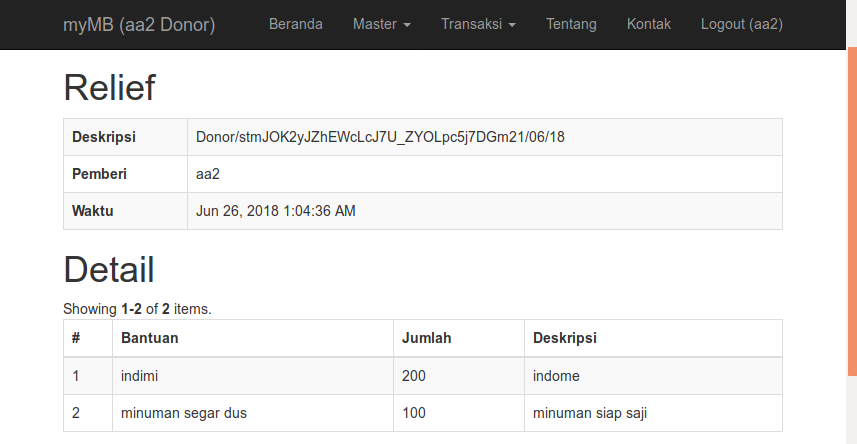 myMB (aa2 Donor) Beranda Master Transaksi Tentang Kontak Logout (aa2)
Relief
Deskripsi Donor/stmJOK2yJZhEWcLcJ7U_ZYOLpc5j7DGm21/06/18
Pemberi aa2
Waktu Jun 26, 2018 1:04:36 AM
Detail
Showing 1-2 of 2 items.
# Bantuan Jumlah Deskripsi
1 indimi 200 indome
2 minuman segar dus 100 minuman siap saji